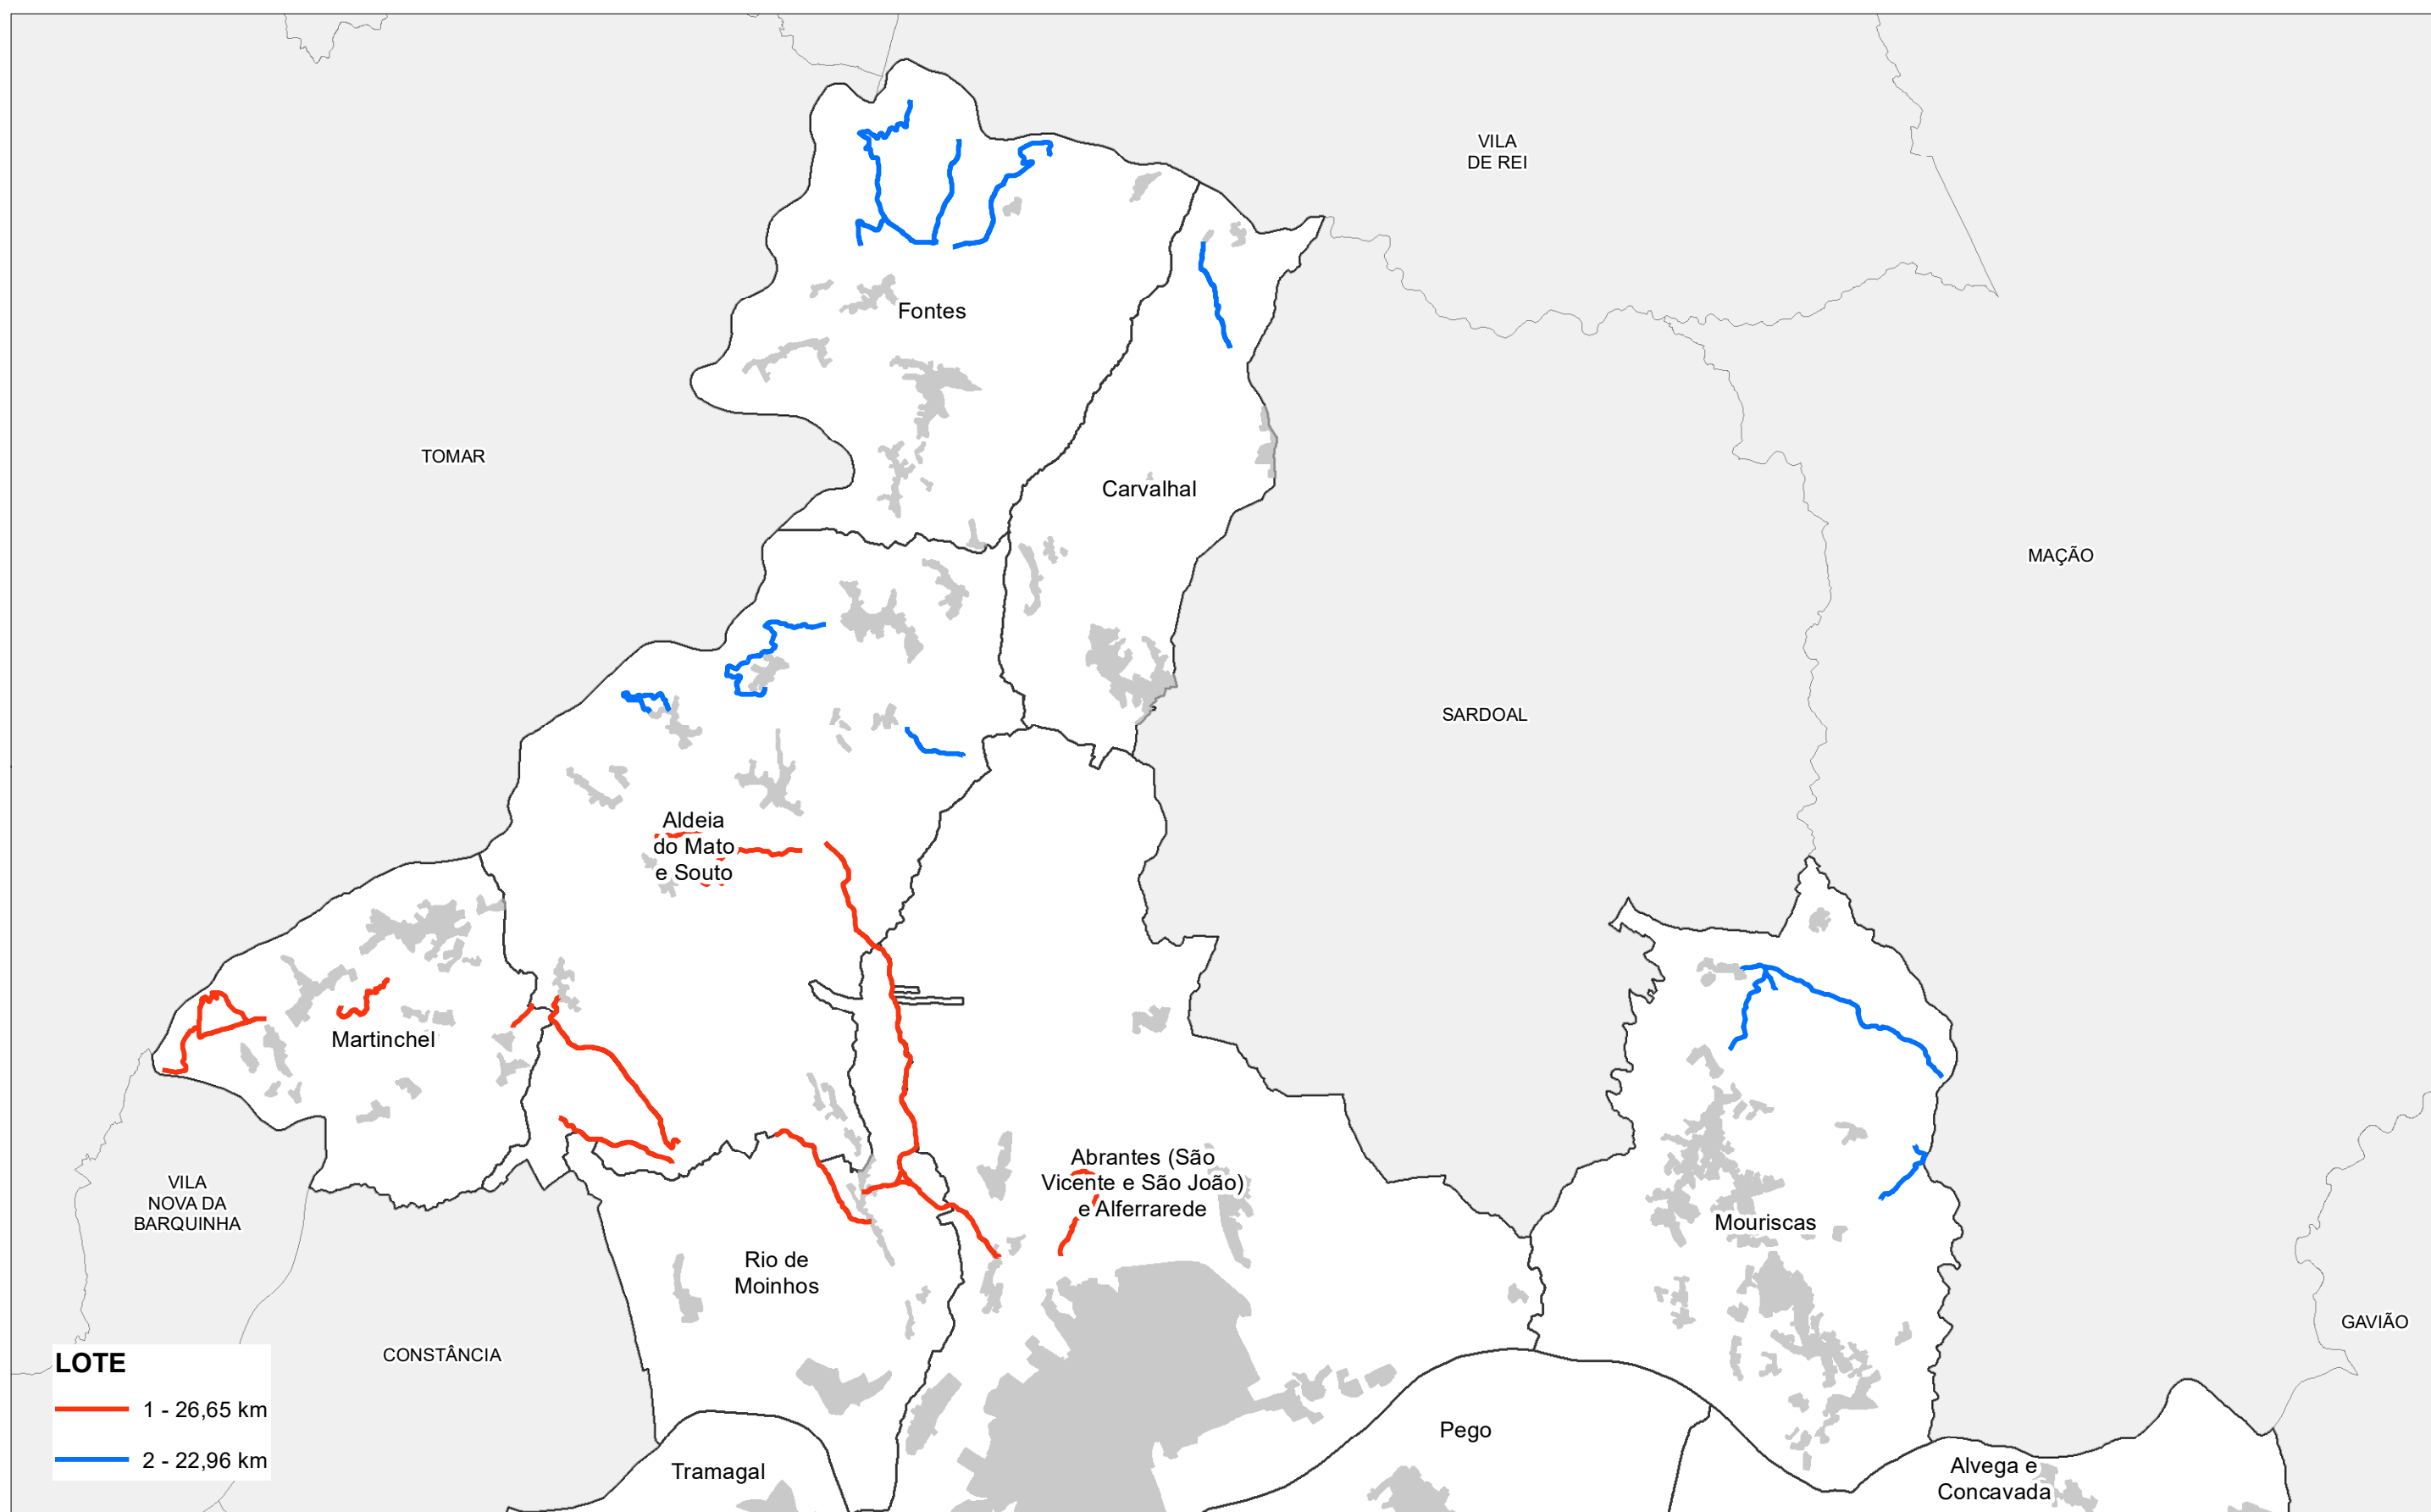 VILA
DE REI
Fontes
TOMAR
Carvalhal
MAÇÃO
SARDOAL
Aldeia
do Mato
e Souto
Martinchel
Abrantes (São
Vicente e São João)
e Alferrarede
VILA
NOVA DA
BARQUINHA
Mouriscas
Rio de
Moinhos
GAVIÃO
CONSTÂNCIA
LOTE
1 - 26,65 km
2 - 22,96 km
Pego
Tramagal
Alvega e
Concavada